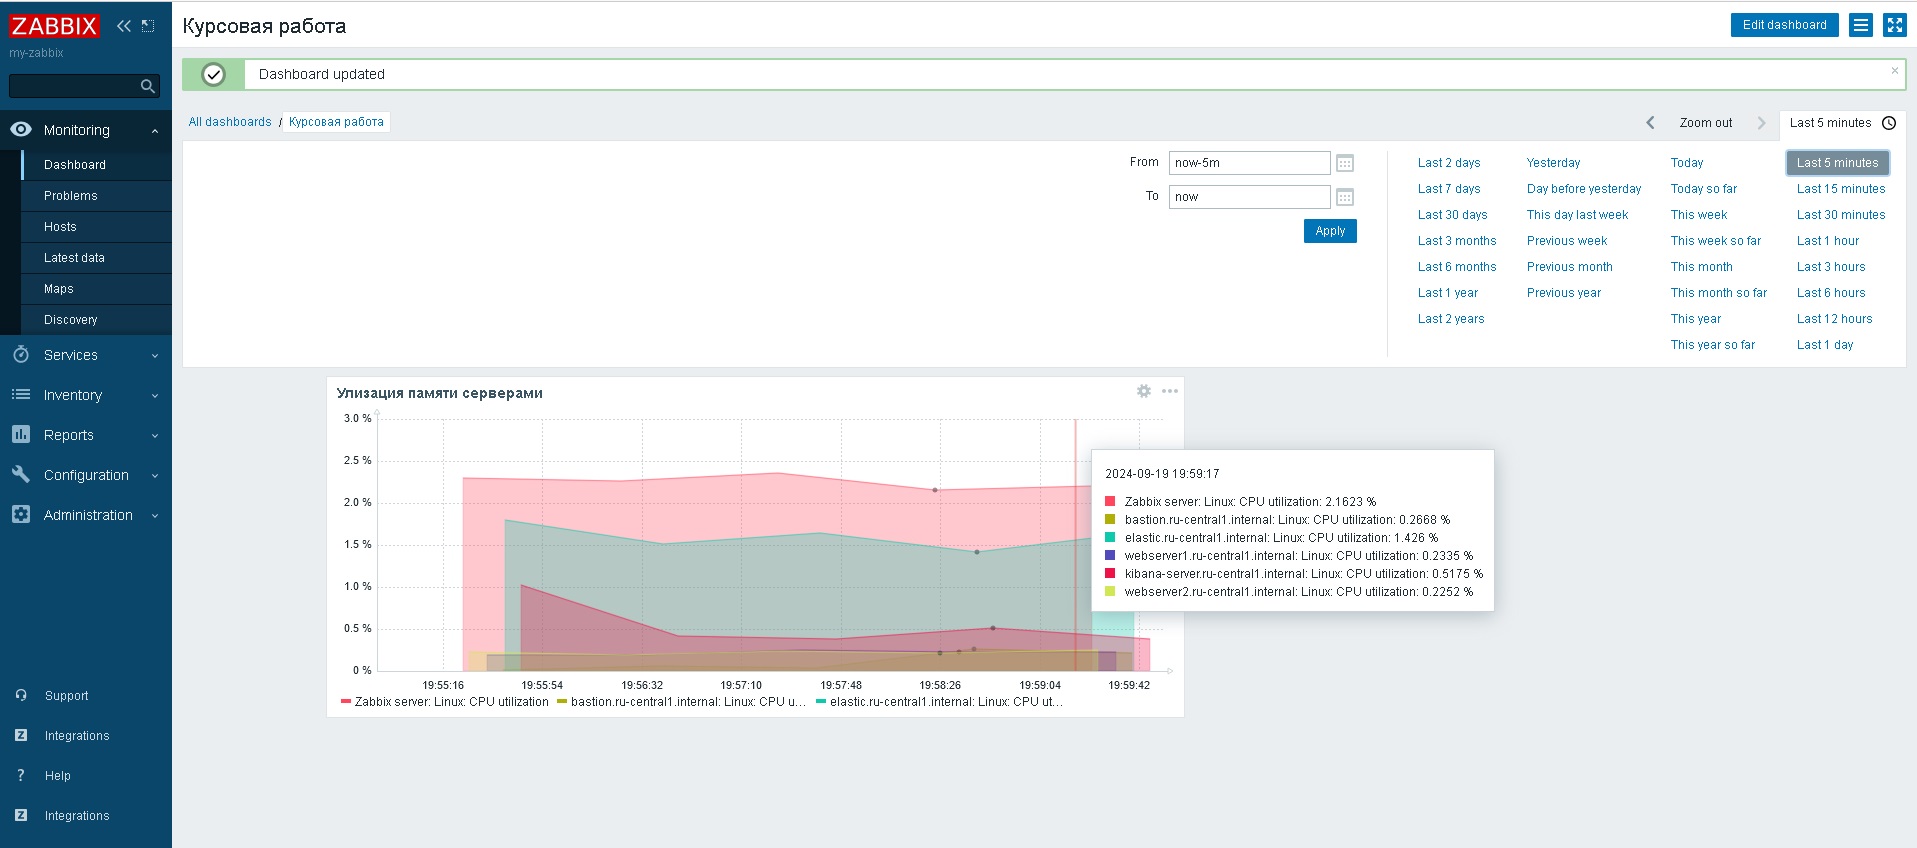 ZABBIX
my-zabbix
Monitoring
Dashboard
Problems
Hosts
Latest data
Maps
Discovery
Services
Inventory
Reports
Configuration
Administration
Support
Integrations
Help
Integrations
Курсовая работа
Edit dashboard
Dashboard updated
All dashboards / Курсовая работа
Zoom out
Last 5 minutes
From now-5m
To now
Apply
Last 2 days Yesterday Today Last 5 minutes
Last 7 days Day before yesterday Today so far Last 15 minutes
Last 30 days This day last week This week Last 30 minutes
Last 3 months Previous week This week so far Last 1 hour
Last 6 months Previous month This month Last 3 hours
Last 1 year Previous year This month so far Last 6 hours
Last 2 years This year Last 12 hours
This year so far Last 1 day
Улизация памяти серверами
3.0 %
2.5 %
2.0 %
1.5 %
1.0 %
0.5 %
0 %
19:55:16 19:55:54 19:56:32 19:57:10 19:57:48 19:58:26 19:59:04 19:59:42
Zabbix server: Linux: CPU utilization bastion.ru-central1.internal: Linux: CPU u... elastic.ru-central1.internal: Linux: CPU ut...
2024-09-19 19:59:17
Zabbix server: Linux: CPU utilization: 2.1623 %
bastion.ru-central1.internal: Linux: CPU utilization: 0.2668 %
elastic.ru-central1.internal: Linux: CPU utilization: 1.426 %
webserver1.ru-central1.internal: Linux: CPU utilization: 0.2335 %
kibana-server.ru-central1.internal: Linux: CPU utilization: 0.5175 %
webserver2.ru-central1.internal: Linux: CPU utilization: 0.2252 %